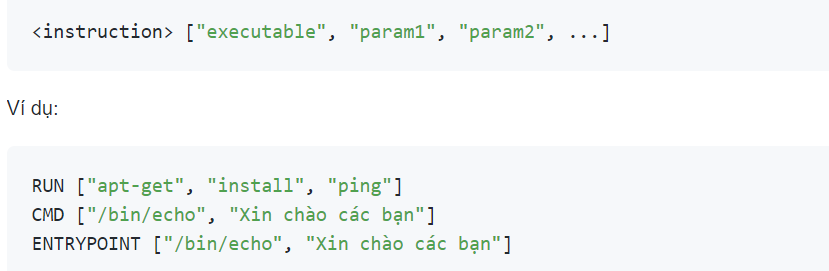 <instruction> ["executable", "param1", "param2", ...]
Ví dụ:
RUN ["apt-get", "install", "ping"]
CMD ["/bin/echo", "Xin chào các bạn"]
ENTRYPOINT ["/bin/echo", "Xin chào các bạn"]